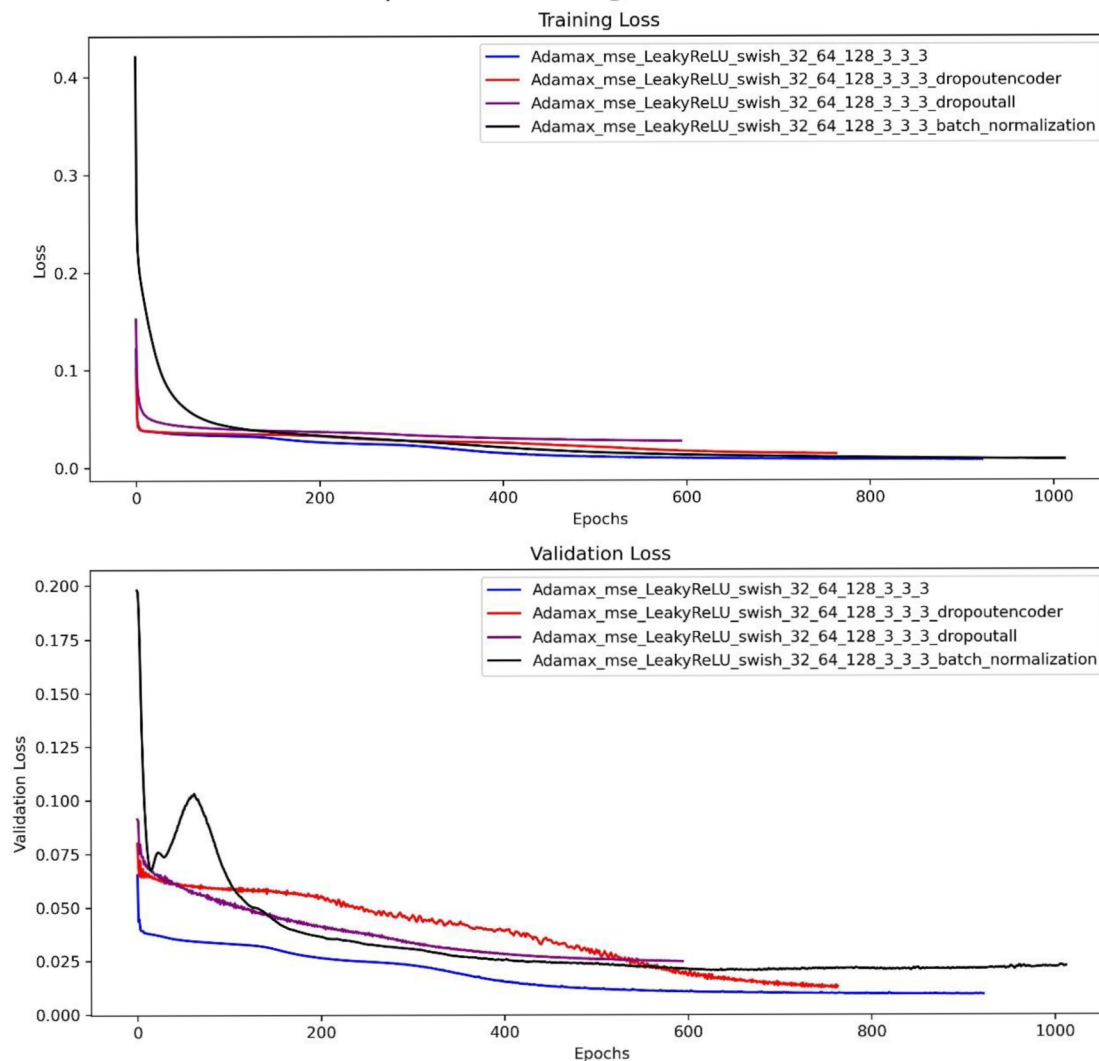 Training Loss
Adamax_mse_LeakyReLU_swish_32_64_128_3_3_3
Adamax_mse_LeakyReLU_swish_32_64_128_3_3_3_dropoutencoder
Adamax_mse_LeakyReLU_swish_32_64_128_3_3_3_dropoutall
Adamax_mse_LeakyReLU_swish_32_64_128_3_3_3_batch_normalization
0.4
0.3
0.2
0.1
0.0
Loss
0 200 400 600 800 1000
Epochs
Validation Loss
Adamax_mse_LeakyReLU_swish_32_64_128_3_3_3
Adamax_mse_LeakyReLU_swish_32_64_128_3_3_3_dropoutencoder
Adamax_mse_LeakyReLU_swish_32_64_128_3_3_3_dropoutall
Adamax_mse_LeakyReLU_swish_32_64_128_3_3_3_batch_normalization
0.200
0.175
0.150
0.125
0.100
0.075
0.050
0.025
0.000
Validation Loss
0 200 400 600 800 1000
Epochs